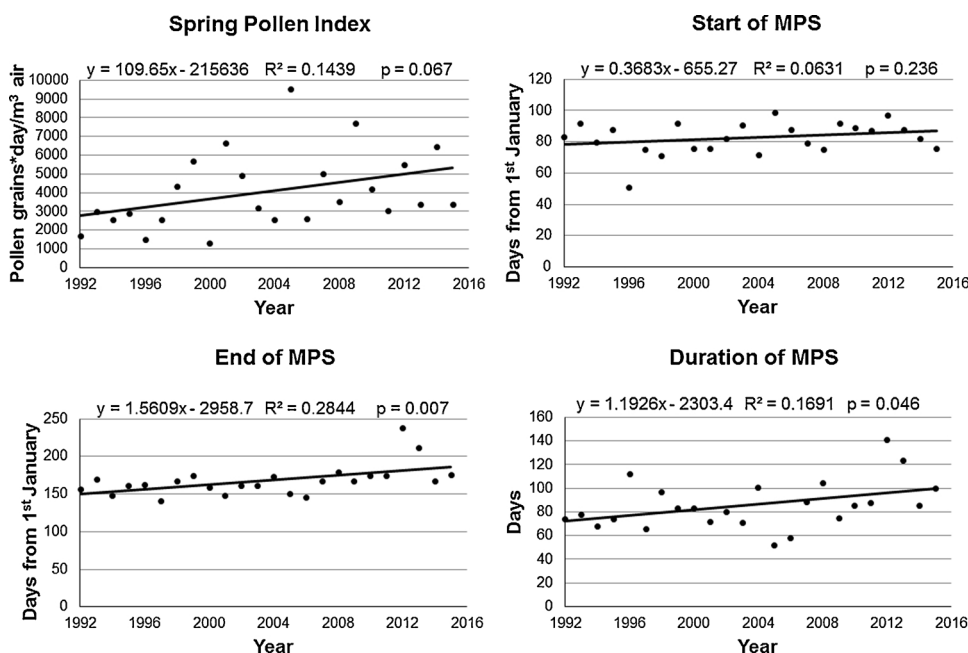 Spring Pollen Index
y = 109.65x - 215636 R² = 0.1439 p = 0.067
Pollen grains*day/m³ air
10000
9000
8000
7000
6000
5000
4000
3000
2000
1000
0
1992 1996 2000 2004 2008 2012 2016
Year
Start of MPS
y = 0.3683x - 655.27 R² = 0.0631 p = 0.236
Days from 1st January
120
100
80
60
40
20
0
1992 1996 2000 2004 2008 2012 2016
Year
End of MPS
y = 1.5609x - 2958.7 R² = 0.2844 p = 0.007
Days from 1st January
250
200
150
100
50
0
1992 1996 2000 2004 2008 2012 2016
Year
Duration of MPS
y = 1.1926x - 2303.4 R² = 0.1691 p = 0.046
Days
160
140
120
100
80
60
40
20
0
1992 1996 2000 2004 2008 2012 2016
Year